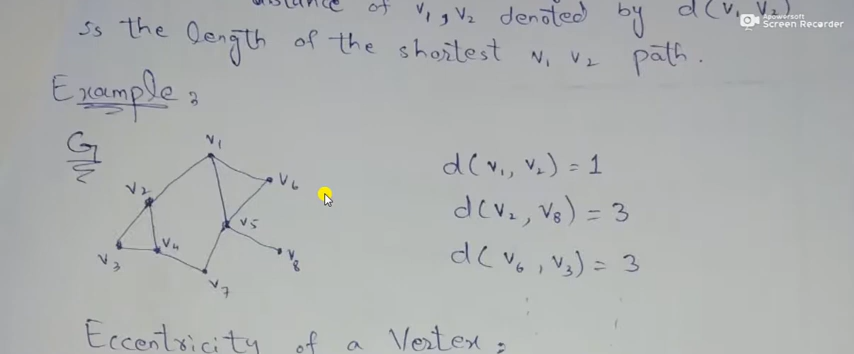 distance of v₁, v₂ denoted by d(v₁, v₂)
is the length of the shortest v₁ v₂ path.
Apowersoft
Screen Recorder
Example:
G
v₁
v₂
v₃
v₄
v₅
v₆
v₇
v₈
d(v₁, v₂) = 1
d(v₂, v₈) = 3
d(v₆, v₃) = 3
Eccentricity of a Vertex: